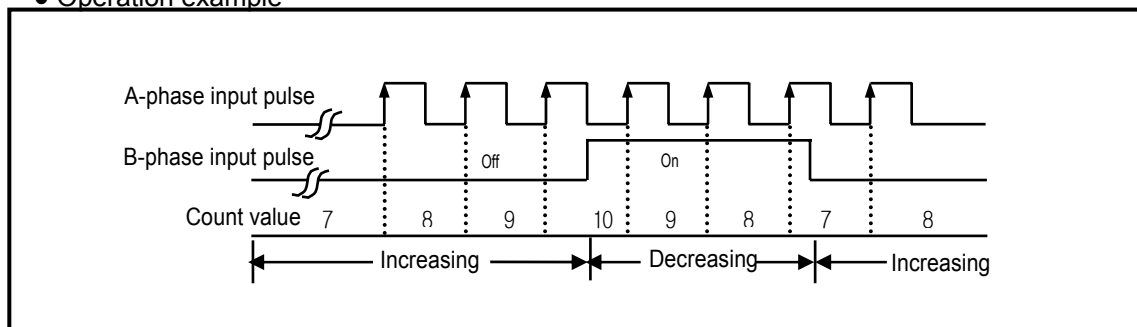 ● Operation example
A-phase input pulse
B-phase input pulse
Off
On
Count value 7 8 9 10 9 8 7 8
Increasing
Decreasing
Increasing